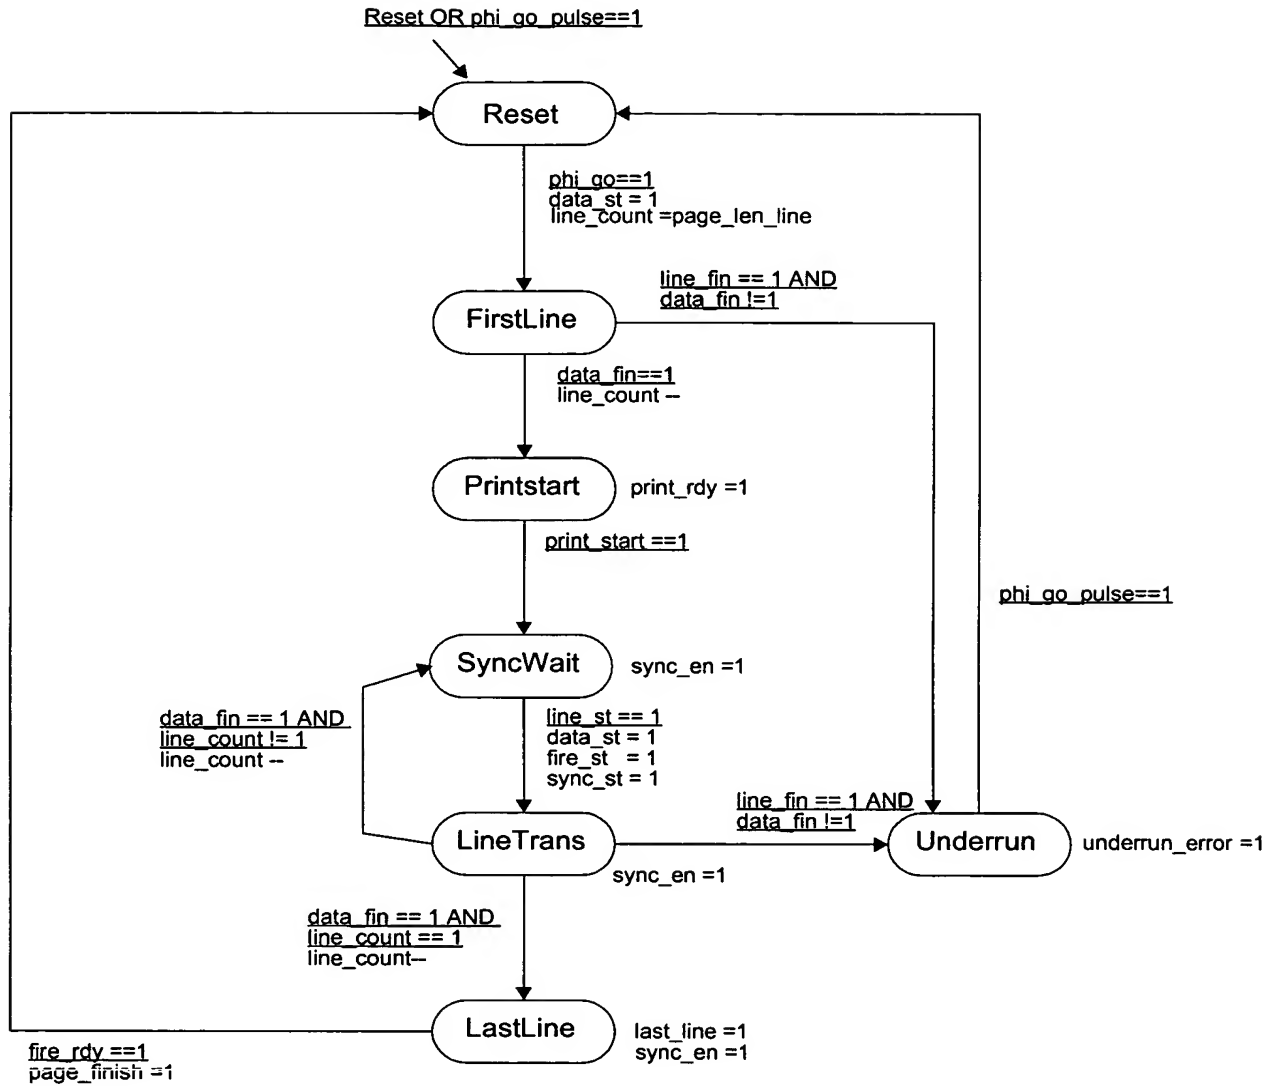 Reset OR phi_go_pulse==1
Reset
phi_go==1
data_st = 1
line_count =page_len_line
line_fin == 1 AND
data_fin !=1
FirstLine
data_fin==1
line_count --
Printstart
print_rdy =1
print_start ==1
phi_go_pulse==1
SyncWait
sync_en =1
data_fin == 1 AND
line_count != 1
line_count --
line_st == 1
data_st = 1
fire_st = 1
sync_st = 1
line_fin == 1 AND
data_fin !=1
LineTrans
sync_en =1
Underrun
underrun_error =1
data_fin == 1 AND
line_count == 1
line_count--
LastLine
last_line =1
sync_en =1
fire_rdy ==1
page_finish =1